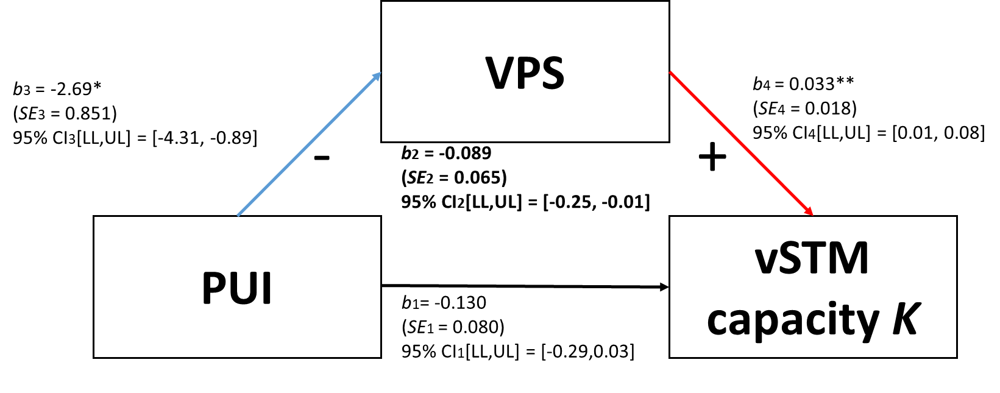 VPS
b3 = -2.69*
(SE3 = 0.851)
95% CI3[LL,UL] = [-4.31, -0.89]
-
b2 = -0.089
(SE2 = 0.065)
95% CI2[LL,UL] = [-0.25, -0.01]
+
b4 = 0.033**
(SE4 = 0.018)
95% CI4[LL,UL] = [0.01, 0.08]
PUI
b1= -0.130
(SE1 = 0.080)
95% CI1[LL,UL] = [-0.29,0.03]
vSTM
capacity K